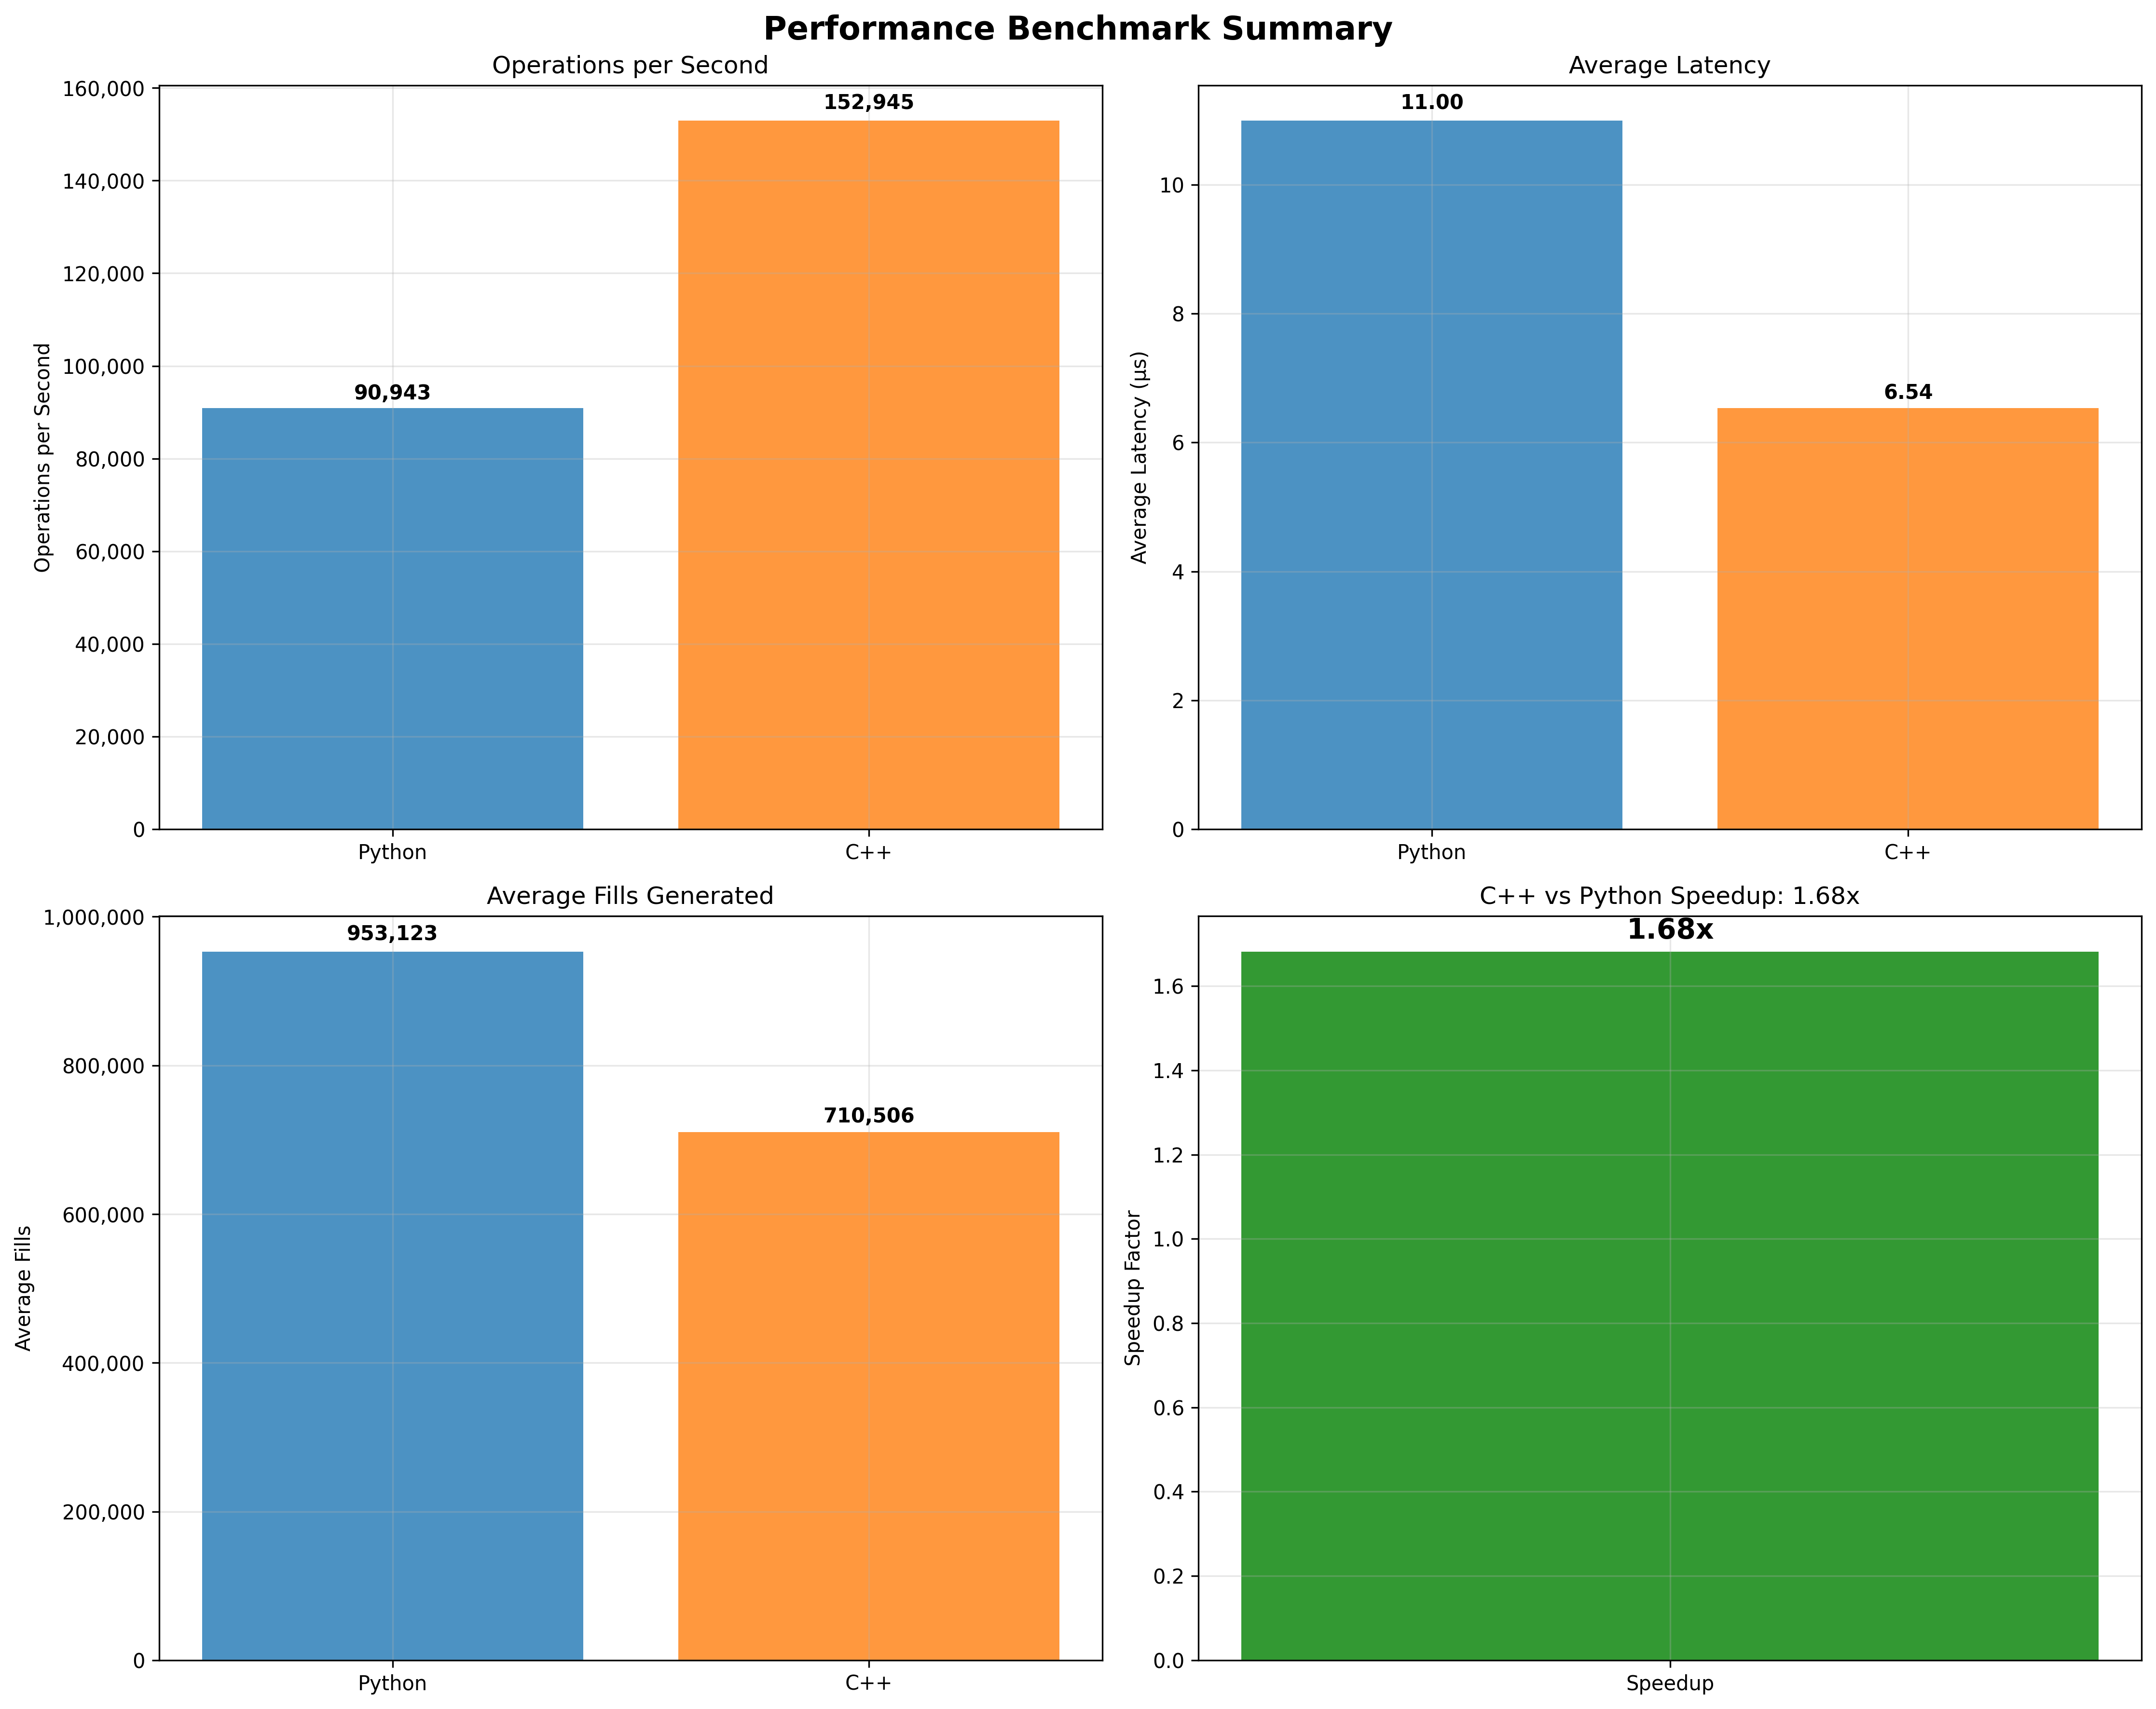 Performance Benchmark Summary
Operations per Second
160,000
140,000
120,000
100,000
80,000
60,000
40,000
20,000
0
Operations per Second
90,943
152,945
Python
C++
Average Latency
10
8
6
4
2
0
Average Latency (μs)
11.00
6.54
Python
C++
Average Fills Generated
1,000,000
800,000
600,000
400,000
200,000
0
Average Fills
953,123
710,506
Python
C++
C++ vs Python Speedup: 1.68x
1.68x
1.6
1.4
1.2
1.0
0.8
0.6
0.4
0.2
0.0
Speedup Factor
Speedup